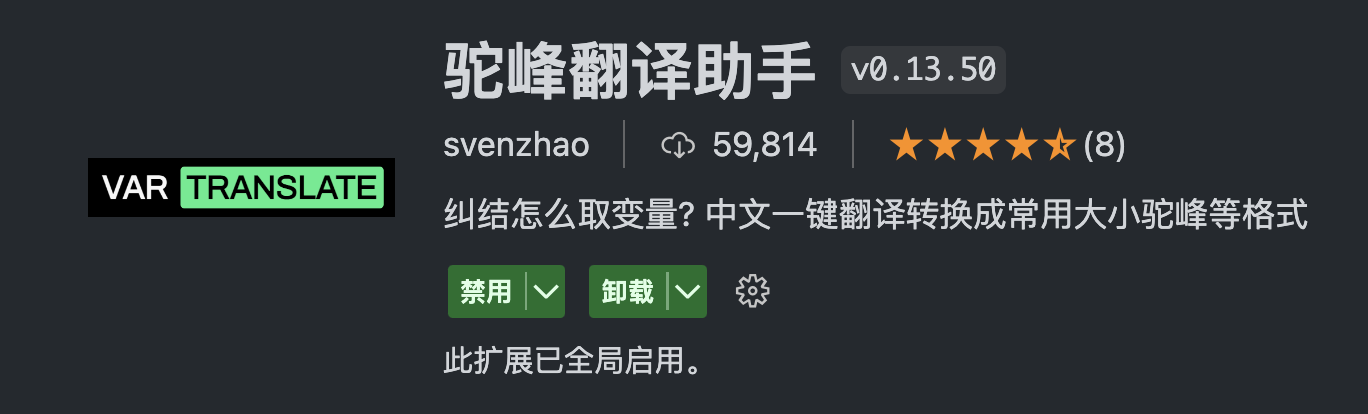 驼峰翻译助手 v0.13.50
svenzhao 59,814 (8)
VAR TRANSLATE
纠结怎么取变量? 中文一键翻译转换成常用大小驼峰等格式
禁用 卸载
此扩展已全局启用。